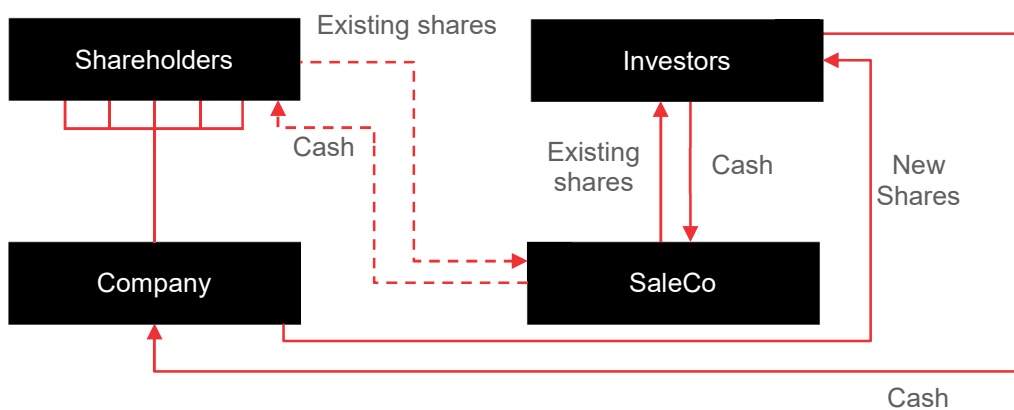 Existing shares
Shareholders
Investors
Cash
Existing
shares
Cash
New
Shares
Company
SaleCo
Cash